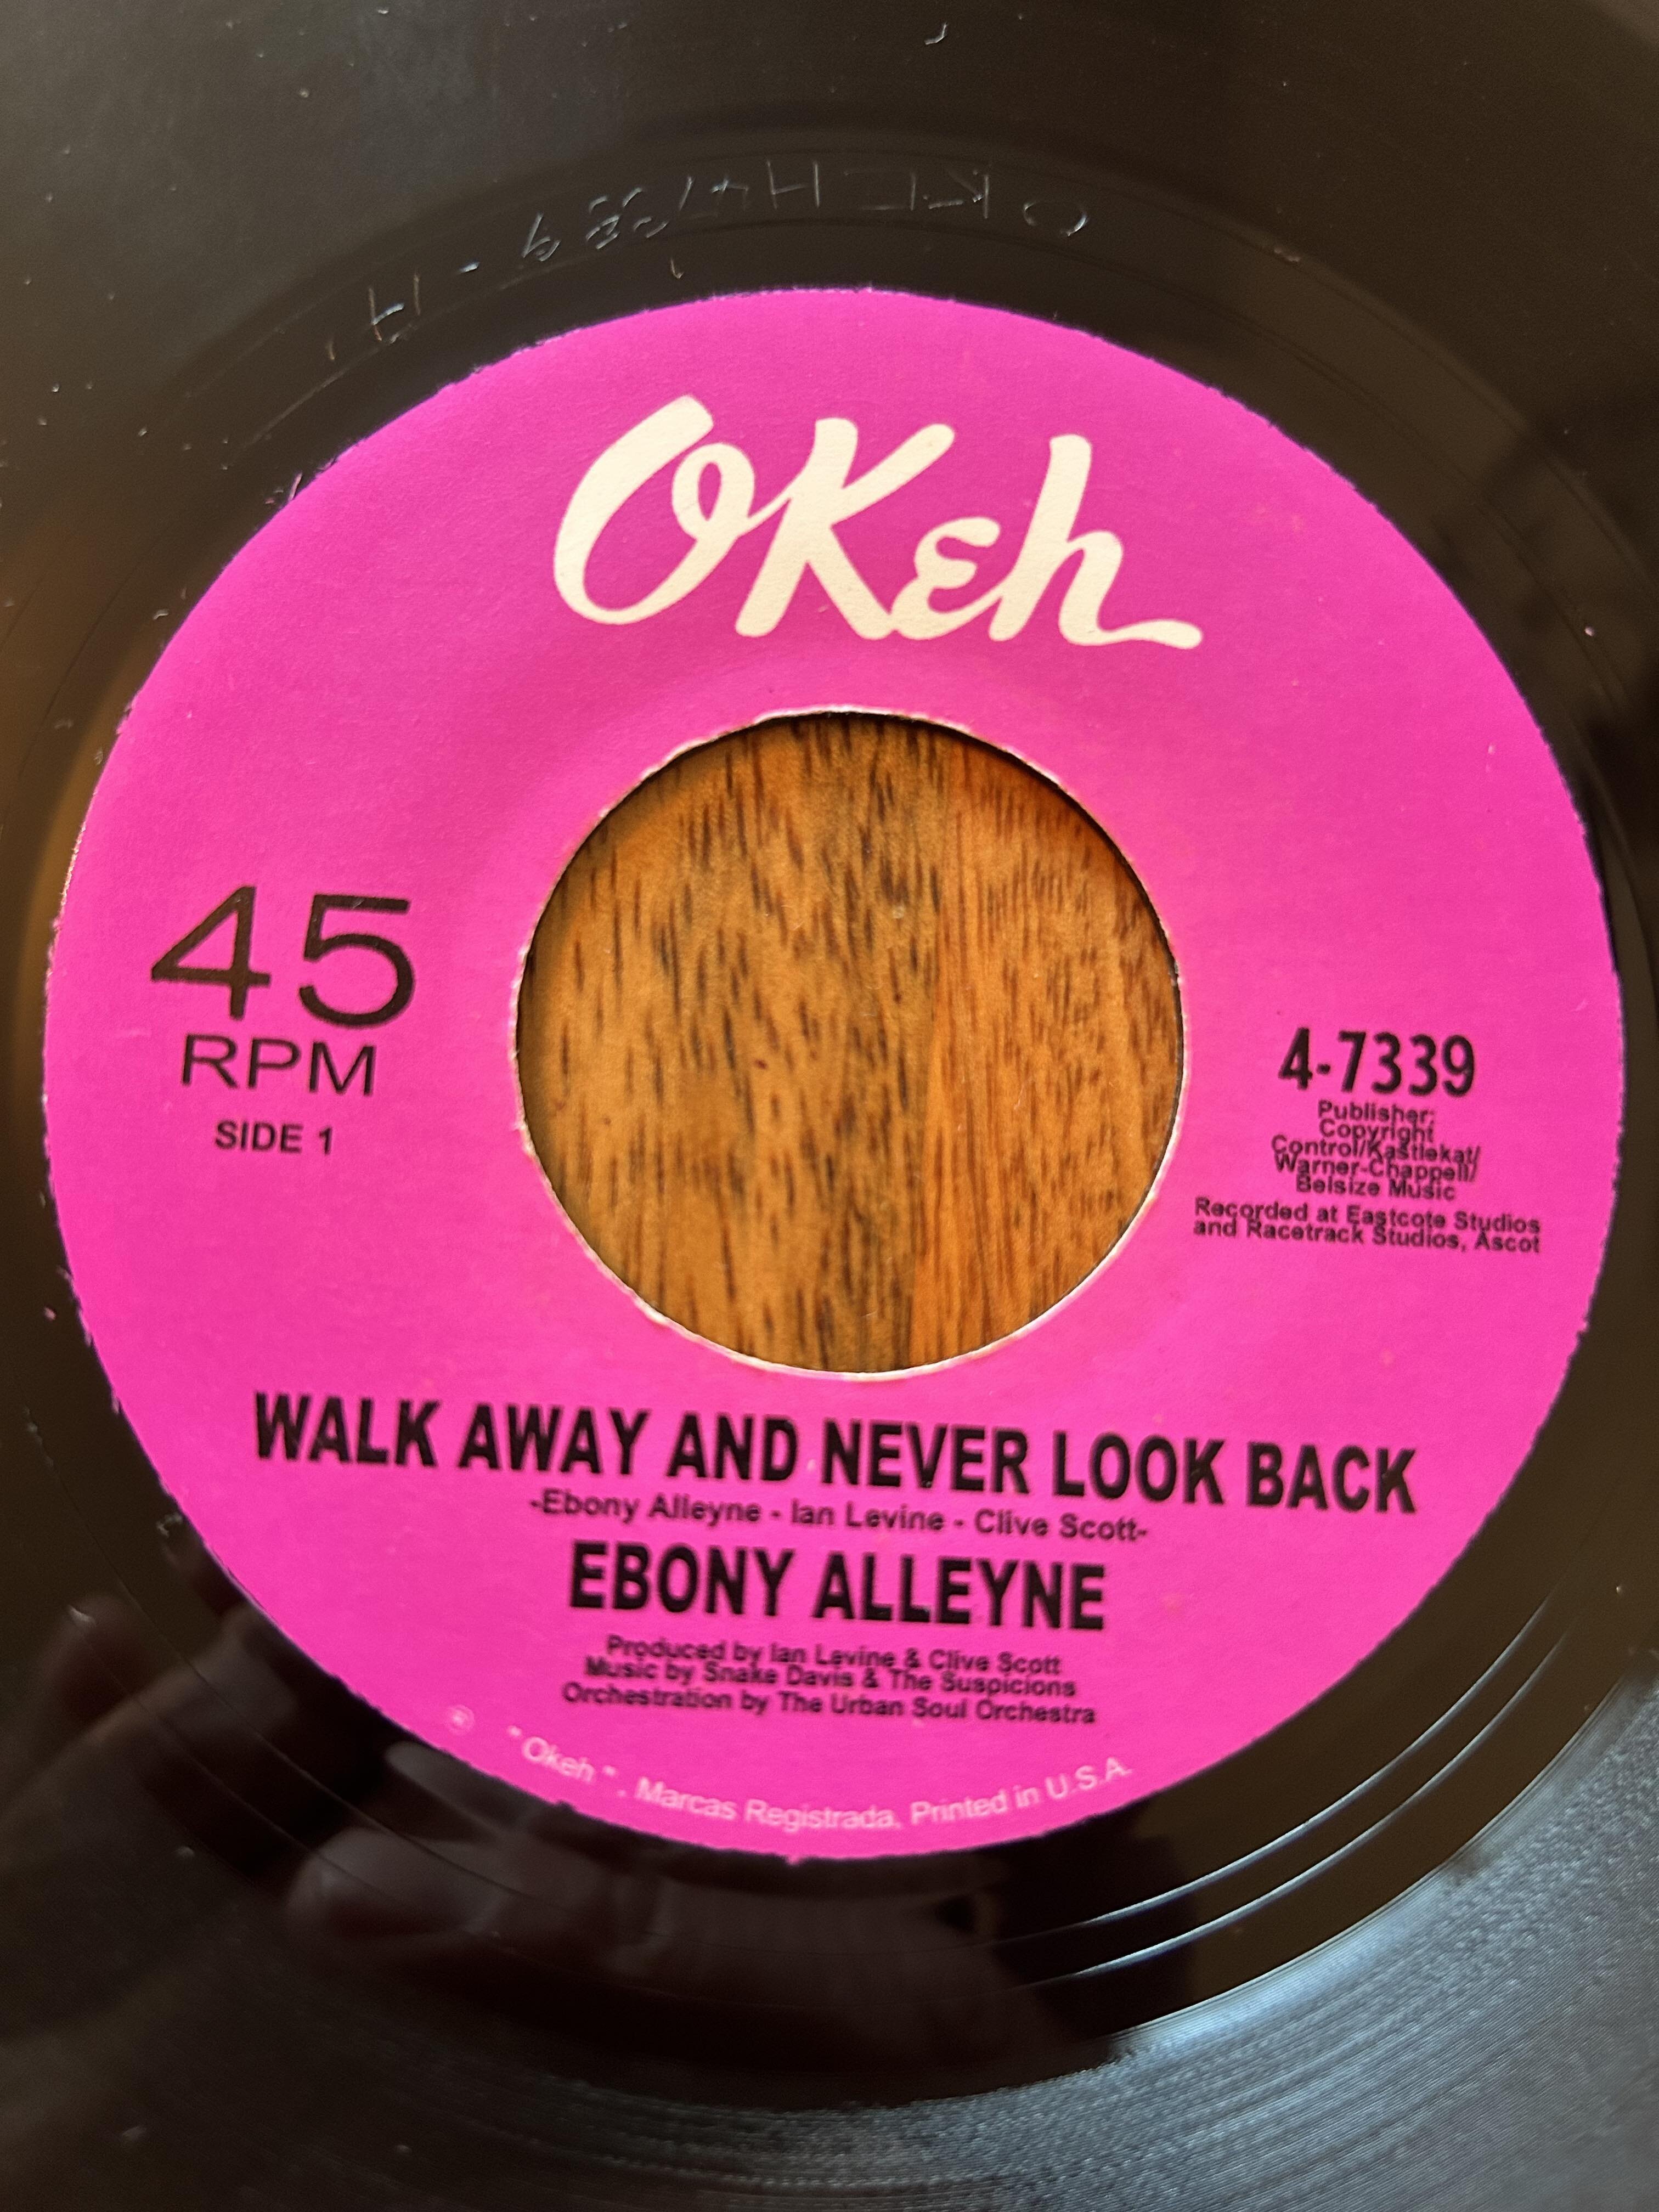 OKeh
45
RPM
SIDE 1
4-7339
Publisher:
Copyright
Control/Kastlekat/
Warner-Chappell/
Belsize Music
Recorded at Eastcote Studios
and Racetrack Studios, Ascot
WALK AWAY AND NEVER LOOK BACK
-Ebony Alleyne - Ian Levine - Clive Scott-
EBONY ALLEYNE
Produced by Ian Levine & Clive Scott
Music by Snake Davis & The Suspicions
Orchestration by The Urban Soul Orchestra
® " Okeh ". Marcas Registrada. Printed in U.S.A.